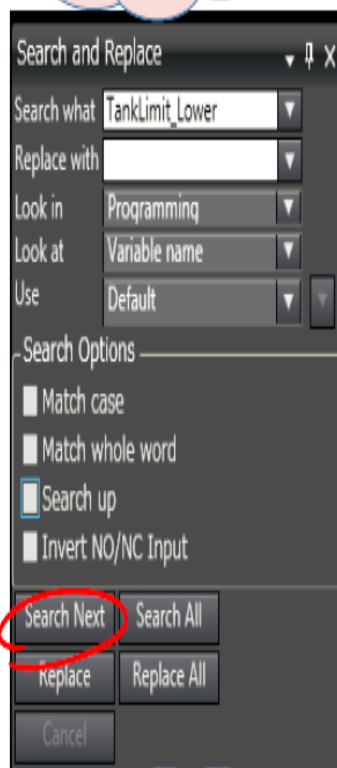 Search and Replace
Search what TankLimit_Lower
Replace with
Look in Programming
Look at Variable name
Use Default
Search Options
Match case
Match whole word
Search up
Invert NO/NC Input
Search Next Search All
Replace Replace All
Cancel